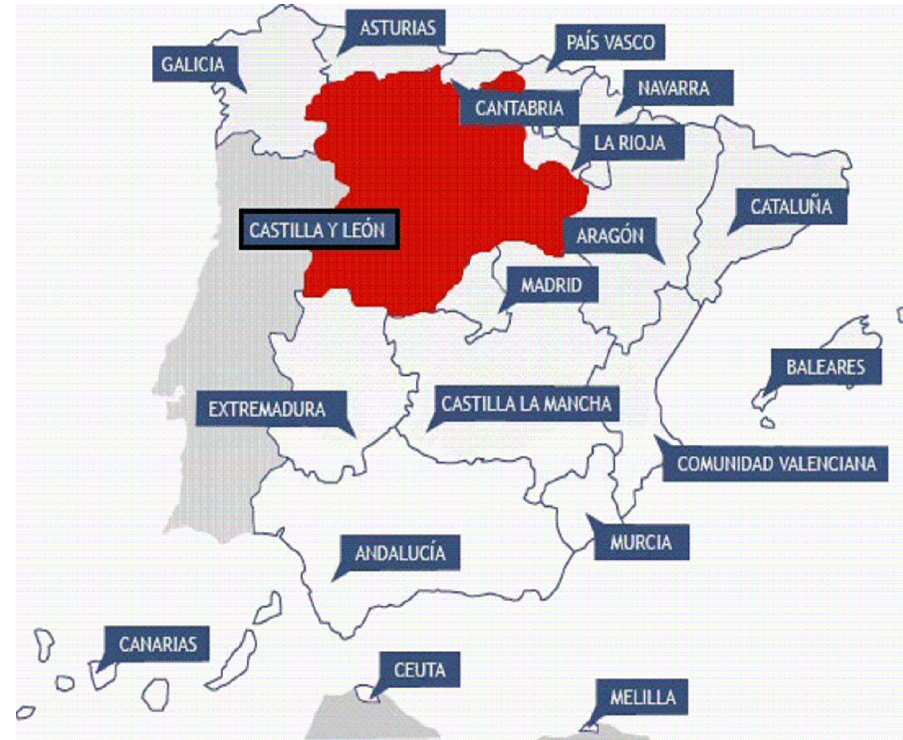 ASTURIAS
PAÍS VASCO
GALICIA
NAVARRA
CANTABRIA
LA RIOJA
CATALUÑA
CASTILLA Y LEÓN
ARAGÓN
MADRID
BALEARES
EXTREMADURA
CASTILLA LA MANCHA
COMUNIDAD VALENCIANA
MURCIA
ANDALUCÍA
CANARIAS
CEUTA
MELILLA